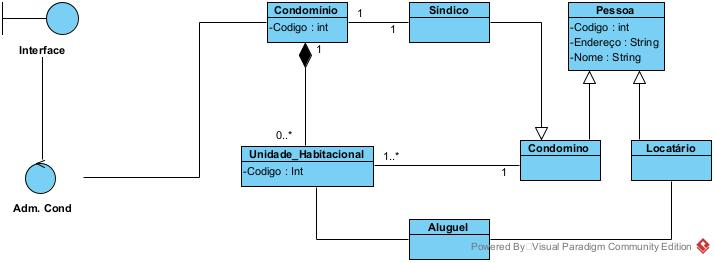 Interface
Adm. Cond
Condomínio
-Codigo : int
1
1
1
Síndico
Pessoa
-Codigo : int
-Endereço : String
-Nome : String
0..*
Unidade_Habitacional
-Codigo : Int
1..*
1
Condomino
Locatário
Aluguel
Powered By Visual Paradigm Community Edition